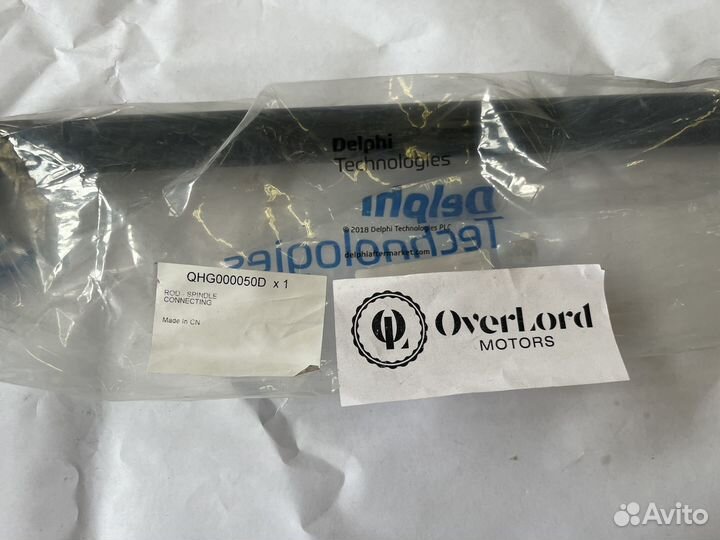 Delphi
Technologies
Delphi
Technologies
© 2018 Delphi Technologies PLC
delphiaftermarket.com
QHG000050D x 1
ROD - SPINDLE
CONNECTING
Made In CN
OverLord
MOTORS
Avito